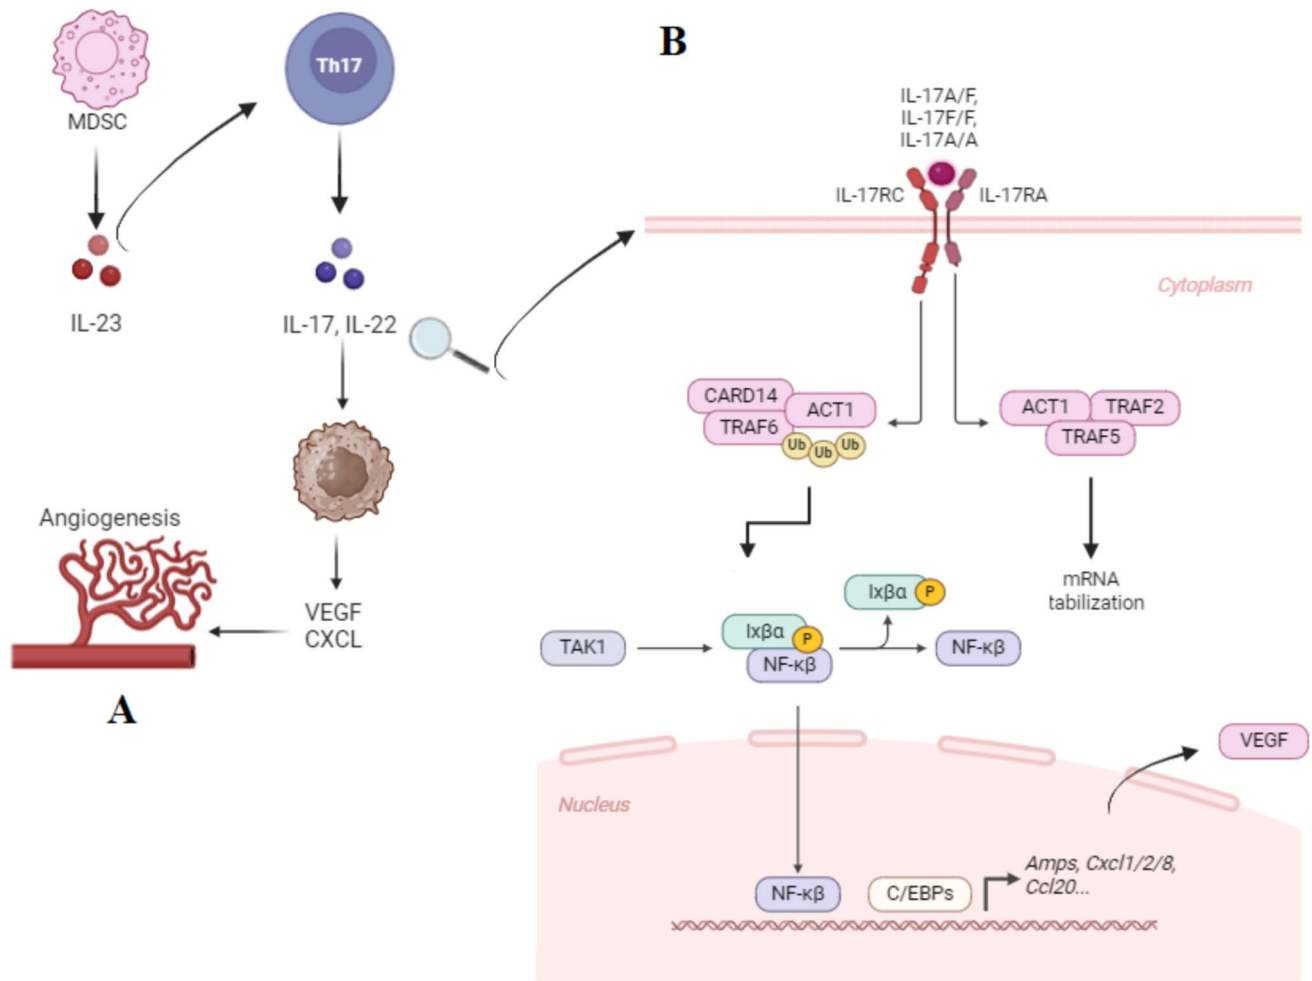 MDSC
IL-23
Th17
IL-17, IL-22
Angiogenesis
VEGF
CXCL
A
B
IL-17A/F,
IL-17F/F,
IL-17A/A
IL-17RC
IL-17RA
Cytoplasm
CARD14
ACT1
TRAF6
Ub
Ub
Ub
ACT1
TRAF2
TRAF5
mRNA
tabilization
Ixβα
P
TAK1
Ixβα
P
NF-κβ
NF-κβ
VEGF
Nucleus
NF-κβ
C/EBPs
Amps, Cxcl1/2/8,
Ccl20...